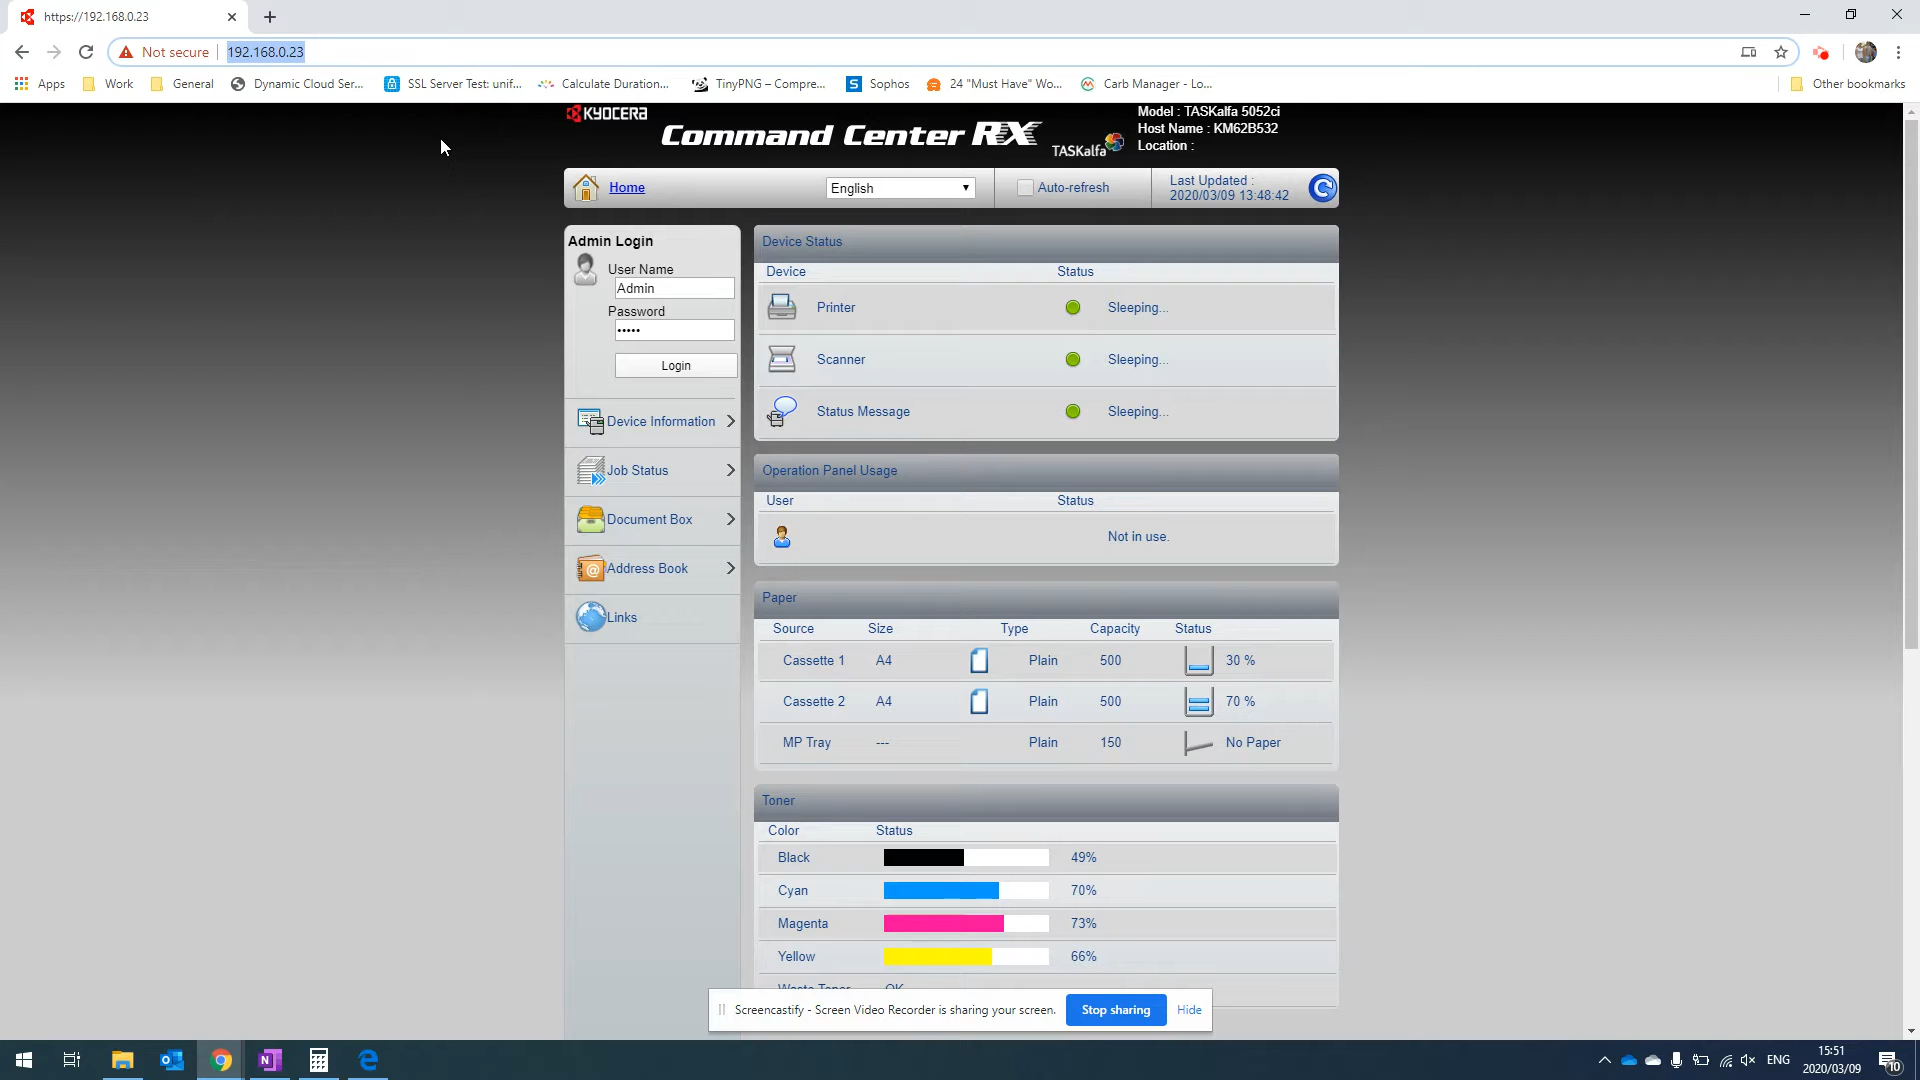 https://192.168.0.23
Not secure 192.168.0.23
Apps Work General Dynamic Cloud Ser... SSL Server Test: unif... Calculate Duration... TinyPNG – Compre... Sophos 24 "Must Have" Wo... Carb Manager - Lo... Other bookmarks
KYOCERA
Command Center RX
TASKalfa
Model : TASKalfa 5052ci
Host Name : KM62B532
Location :
Home
English
Auto-refresh
Last Updated :
2020/03/09 13:48:42
Admin Login
User Name
Admin
Password
•••••
Login
Device Information
Job Status
Document Box
Address Book
Links
Device Status
Device Status
Printer Sleeping...
Scanner Sleeping...
Status Message Sleeping...
Operation Panel Usage
User Status
Not in use.
Paper
Source Size Type Capacity Status
Cassette 1 A4 Plain 500 30 %
Cassette 2 A4 Plain 500 70 %
MP Tray --- Plain 150 No Paper
Toner
Color Status
Black 49%
Cyan 70%
Magenta 73%
Yellow 66%
Waste Toner OK
Screencastify - Screen Video Recorder is sharing your screen. Stop sharing Hide
ENG
15:51
2020/03/09
10